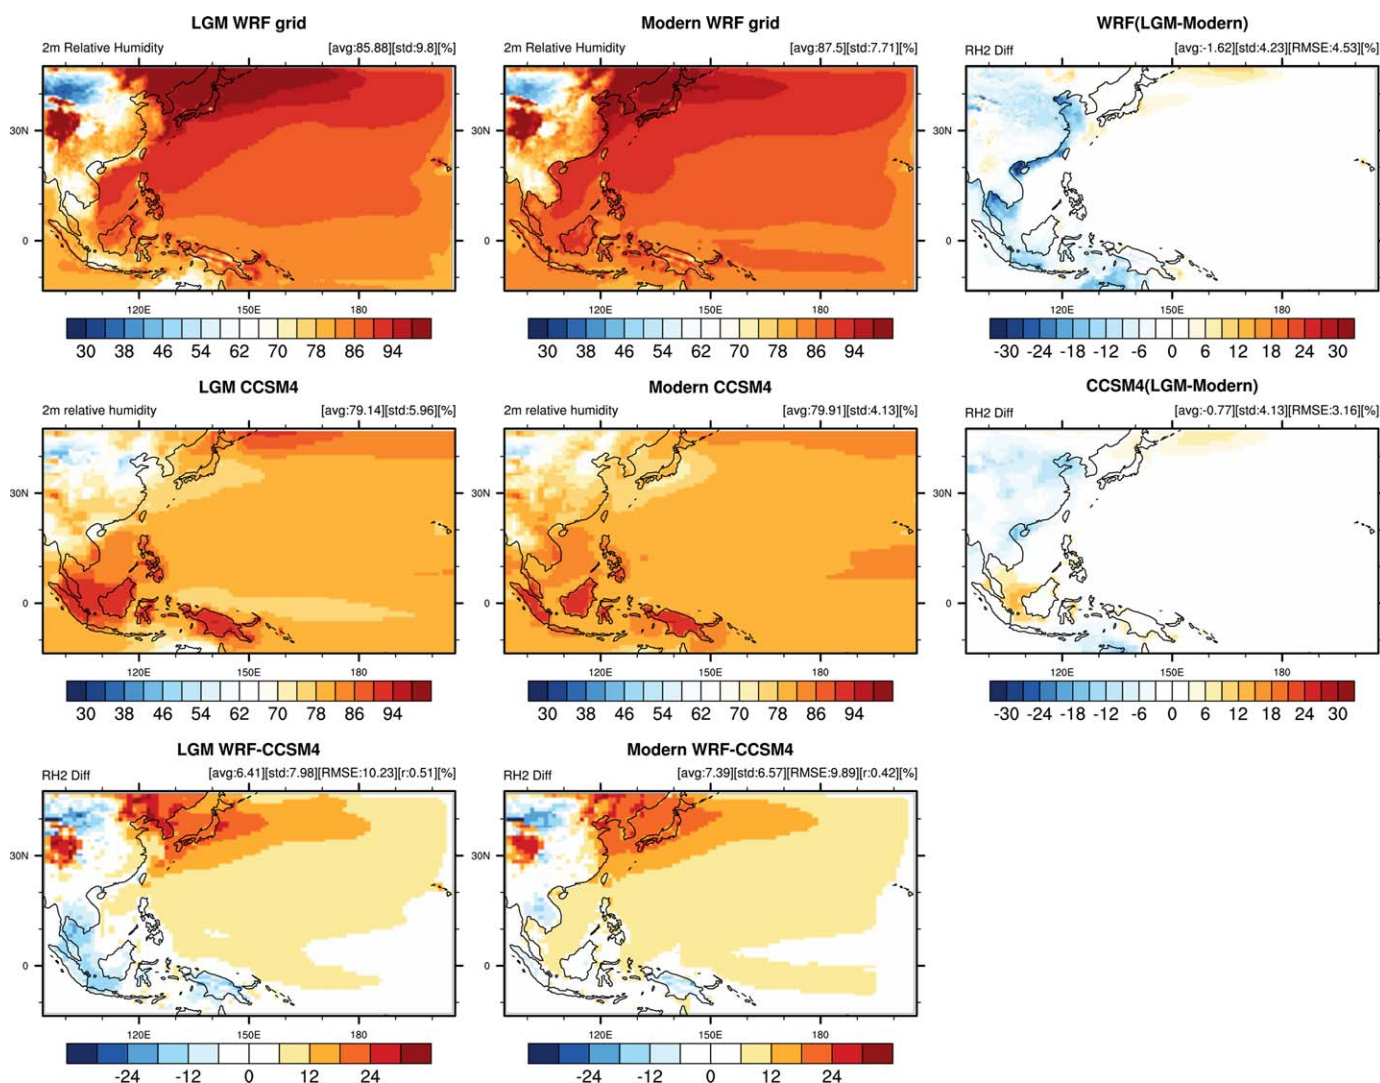 LGM WRF grid
2m Relative Humidity [avg:85.88][std:9.8][%]
30N
0
120E 150E 180
30 38 46 54 62 70 78 86 94
Modern WRF grid
2m Relative Humidity [avg:87.5][std:7.71][%]
30N
0
120E 150E 180
30 38 46 54 62 70 78 86 94
WRF(LGM-Modern)
RH2 Diff [avg:-1.62][std:4.23][RMSE:4.53][%]
30N
0
120E 150E 180
-30 -24 -18 -12 -6 0 6 12 18 24 30
LGM CCSM4
2m relative humidity [avg:79.14][std:5.96][%]
30N
0
120E 150E 180
30 38 46 54 62 70 78 86 94
Modern CCSM4
2m relative humidity [avg:79.91][std:4.13][%]
30N
0
120E 150E 180
30 38 46 54 62 70 78 86 94
CCSM4(LGM-Modern)
RH2 Diff [avg:-0.77][std:4.13][RMSE:3.16][%]
30N
0
120E 150E 180
-30 -24 -18 -12 -6 0 6 12 18 24 30
LGM WRF-CCSM4
RH2 Diff [avg:6.41][std:7.98][RMSE:10.23][r:0.51][%]
30N
0
120E 150E 180
-24 -12 0 12 24
Modern WRF-CCSM4
RH2 Diff [avg:7.39][std:6.57][RMSE:9.89][r:0.42][%]
30N
0
120E 150E 180
-24 -12 0 12 24